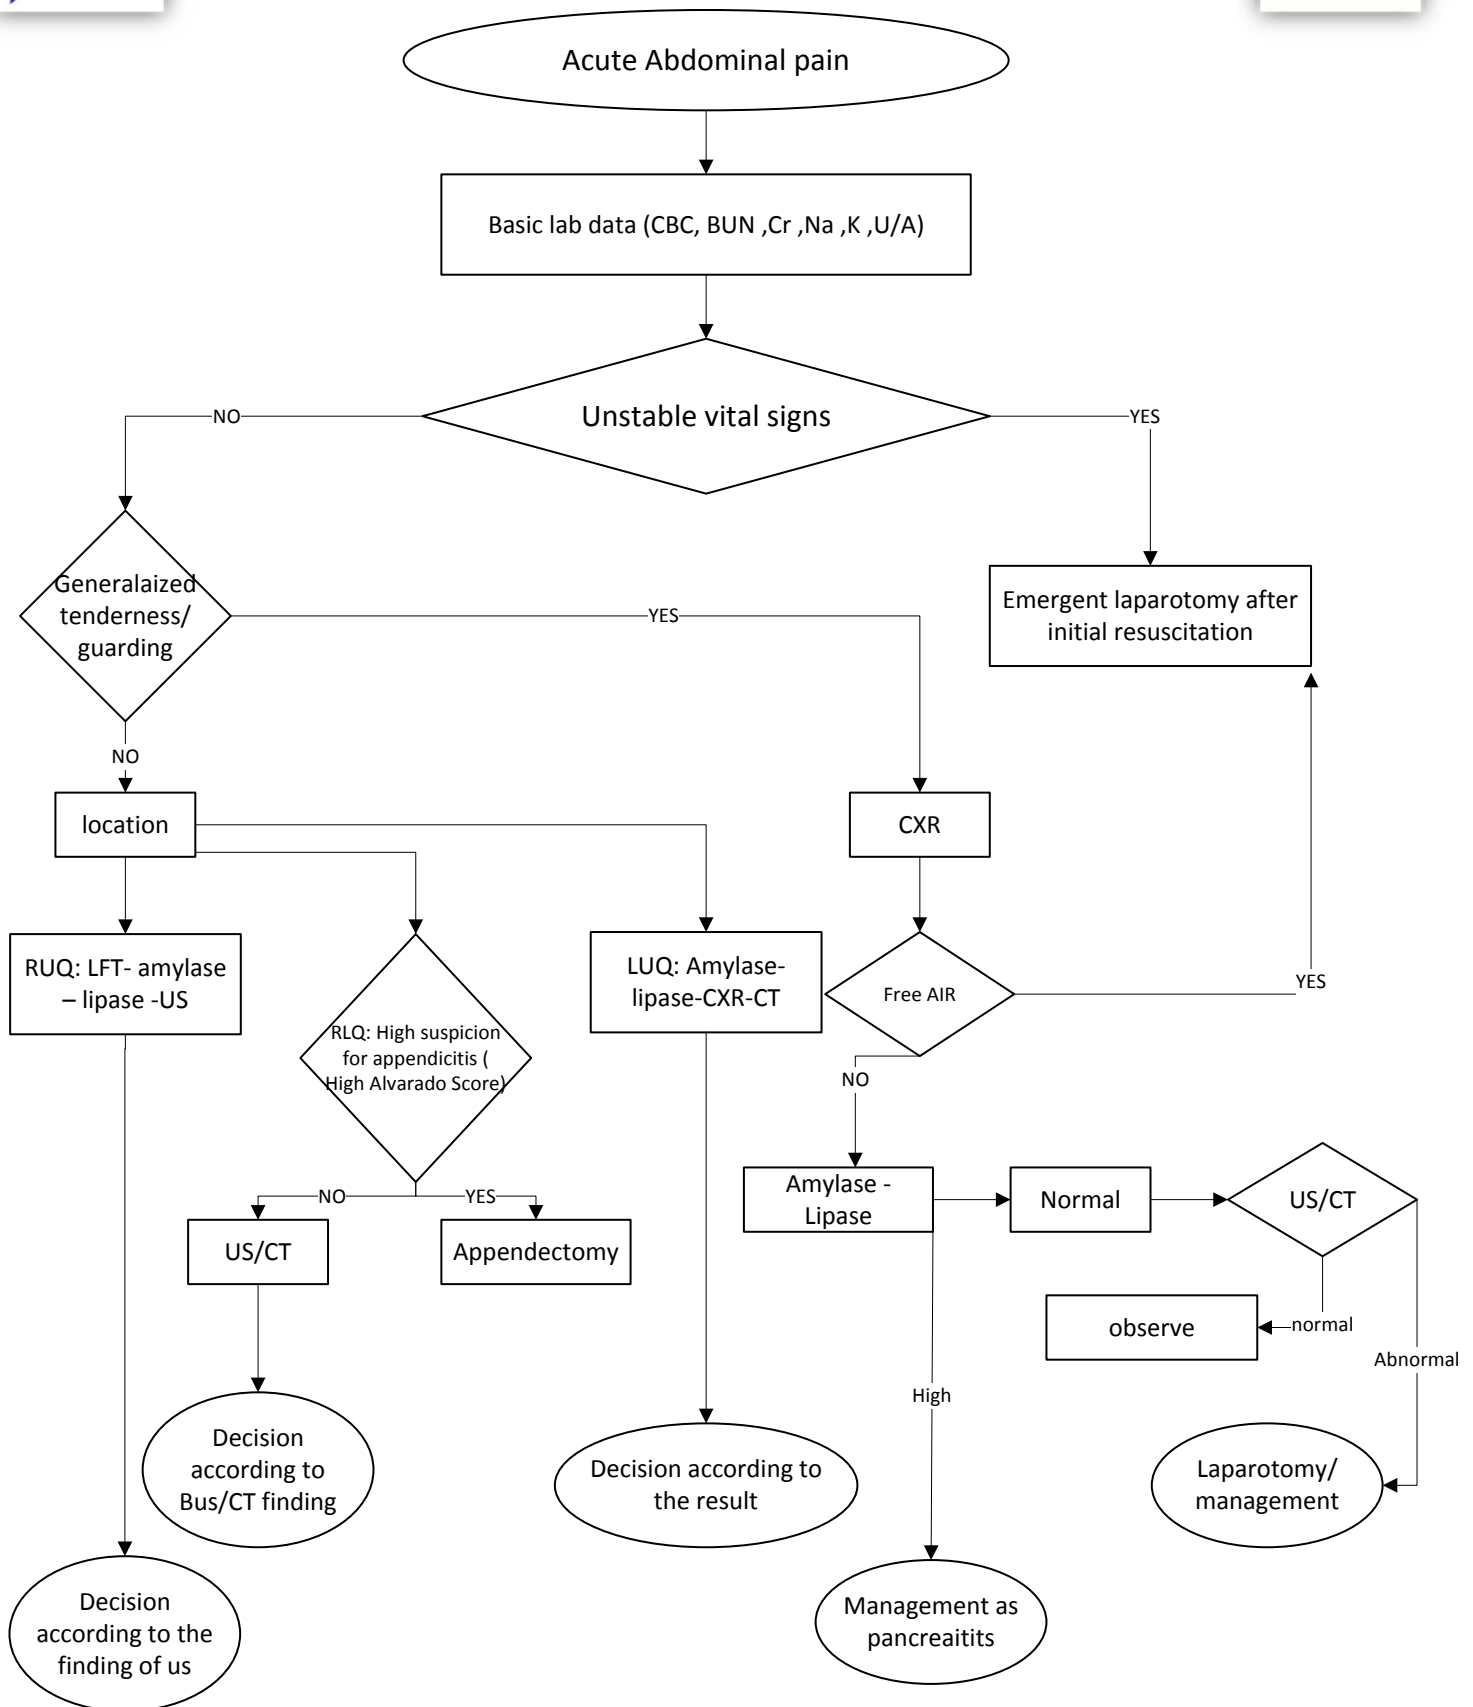 Acute Abdominal pain
Basic lab data (CBC, BUN ,Cr ,Na ,K ,U/A)
Unstable vital signs
NO
YES
Generalaized
tenderness/
guarding
YES
Emergent laparotomy after
initial resuscitation
NO
location
CXR
RUQ: LFT- amylase
– lipase -US
RLQ: High suspicion
for appendicitis (
High Alvarado Score)
LUQ: Amylase-
lipase-CXR-CT
Free AIR
YES
NO
NO
YES
US/CT
Appendectomy
Amylase -
Lipase
Normal
US/CT
observe
normal
Abnormal
High
Decision
according to
Bus/CT finding
Decision according to
the result
Laparotomy/
management
Decision
according to the
finding of us
Management as
pancreaitits